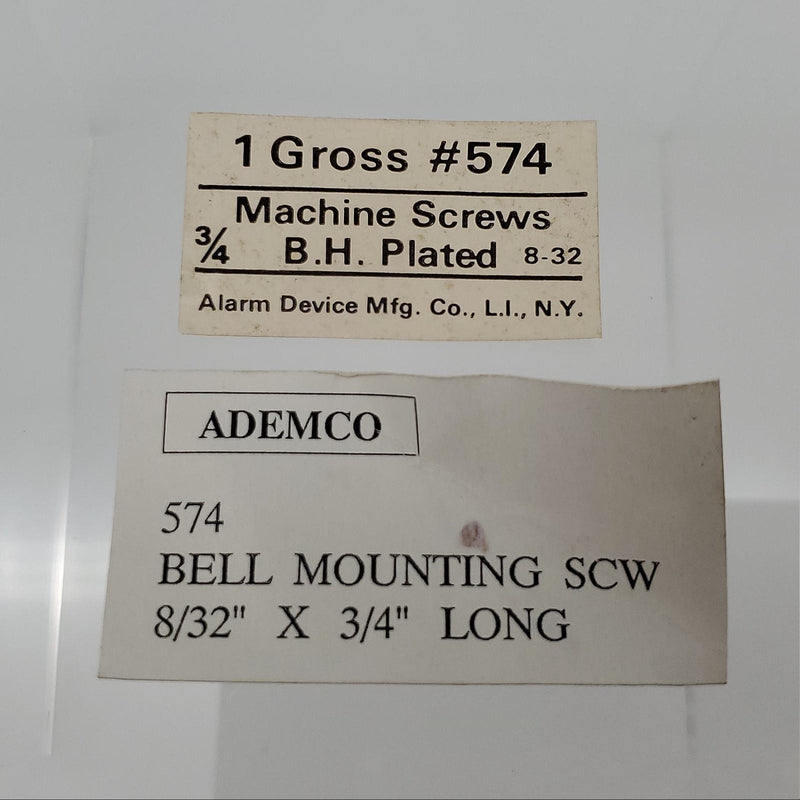 1 Gross #574
Machine Screws
3/4 B.H. Plated 8-32
Alarm Device Mfg. Co., L.I., N.Y.
ADEMCO
574
BELL MOUNTING SCW
8/32" X 3/4" LONG